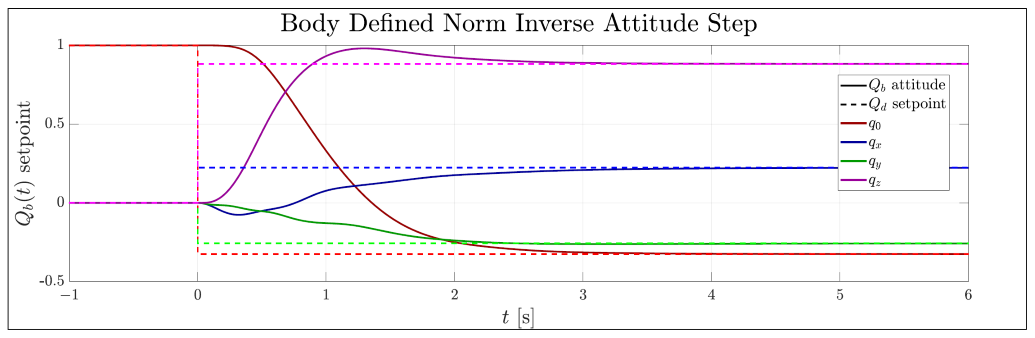 Body Defined Norm Inverse Attitude Step
Q_b(t) setpoint
1
0.5
0
-0.5
−1
0
1
2
3
4
5
6
t [s]
Q_b attitude
Q_d setpoint
q_0
q_x
q_y
q_z